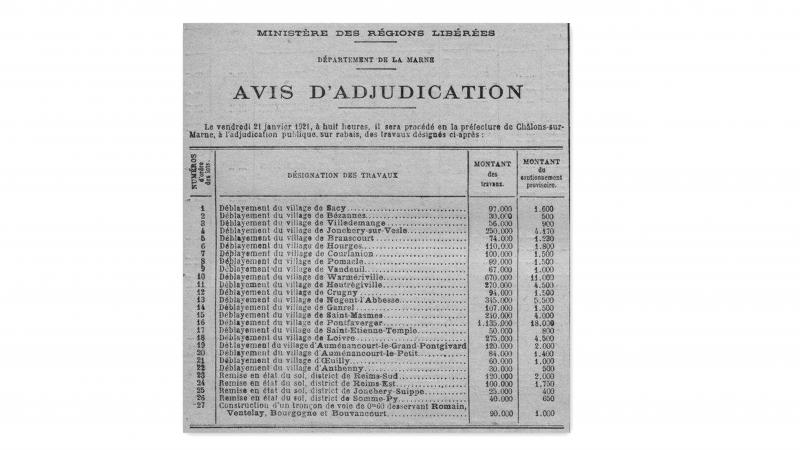 MINISTÈRE DES RÉGIONS LIBÉRÉES
DÉPARTEMENT DE LA MARNE
AVIS D'ADJUDICATION
Le vendredi 21 janvier 1921, à huit heures, il sera procédé en la préfecture de Châlons-sur-
Marne, à l'adjudication publique, sur rabais, des travaux désignés ci-après :
NUMÉROS d'ordre des lots. DÉSIGNATION DES TRAVAUX MONTANT des travaux. MONTANT du cautionnement provisoire.
1 Déblayement du village de Sacy 97.000 1.600
2 Déblayement du village de Bézannes 30.000 500
3 Déblayement du village de Villedemange 56.000 900
4 Déblayement du village de Jonchery-sur-Vesle 250.000 4.170
5 Déblayement du village de Branscourt 74.000 1.230
6 Déblayement du village de Hourges 110.000 1.800
7 Déblayement du village de Courlanion 100.000 1.500
8 Déblayement du village de Pomacle 92.000 1.500
9 Déblayement du village de Vandeuil 67.000 1.000
10 Déblayement du village de Warmériville 670.000 11.000
11 Déblayement du village de Heutrégiville 270.000 4.500
12 Déblayement du village de Crugny 94.000 1.500
13 Déblayement du village de Nogent-l'Abbesse 345.000 5.500
14 Déblayement du village de Ganrel 107.000 1.500
15 Déblayement du village de Saint-Masmes 240.000 4.000
16 Déblayement du village de Pontfaverger 1.135.000 18.000
17 Déblayement du village de Saint-Etienne-Temple 50.000 800
18 Déblayement du village de Loivre 275.000 4.500
19 Déblayement du village d'Auménancourt-le-Grand-Pontgivard 120.000 2.000
20 Déblayement du village d'Auménancourt-le-Petit 84.000 1.400
21 Déblayement du village d'Œuilly 60.000 1.000
22 Déblayement du village d'Anthenny 30.000 500
23 Remise en état du sol, district de Reims-Sud 120.000 2.000
24 Remise en état du sol, district de Reims-Est 100.000 1.750
25 Remise en état du sol, district de Jonchery-Suippe 25.000 400
26 Remise en état du sol, district de Somme-Py 40.000 650
27 Construction d'un tronçon de voie de 0m60 desservant Romain,
Ventelay, Bourgogne et Bouvancourt 90.000 1.000